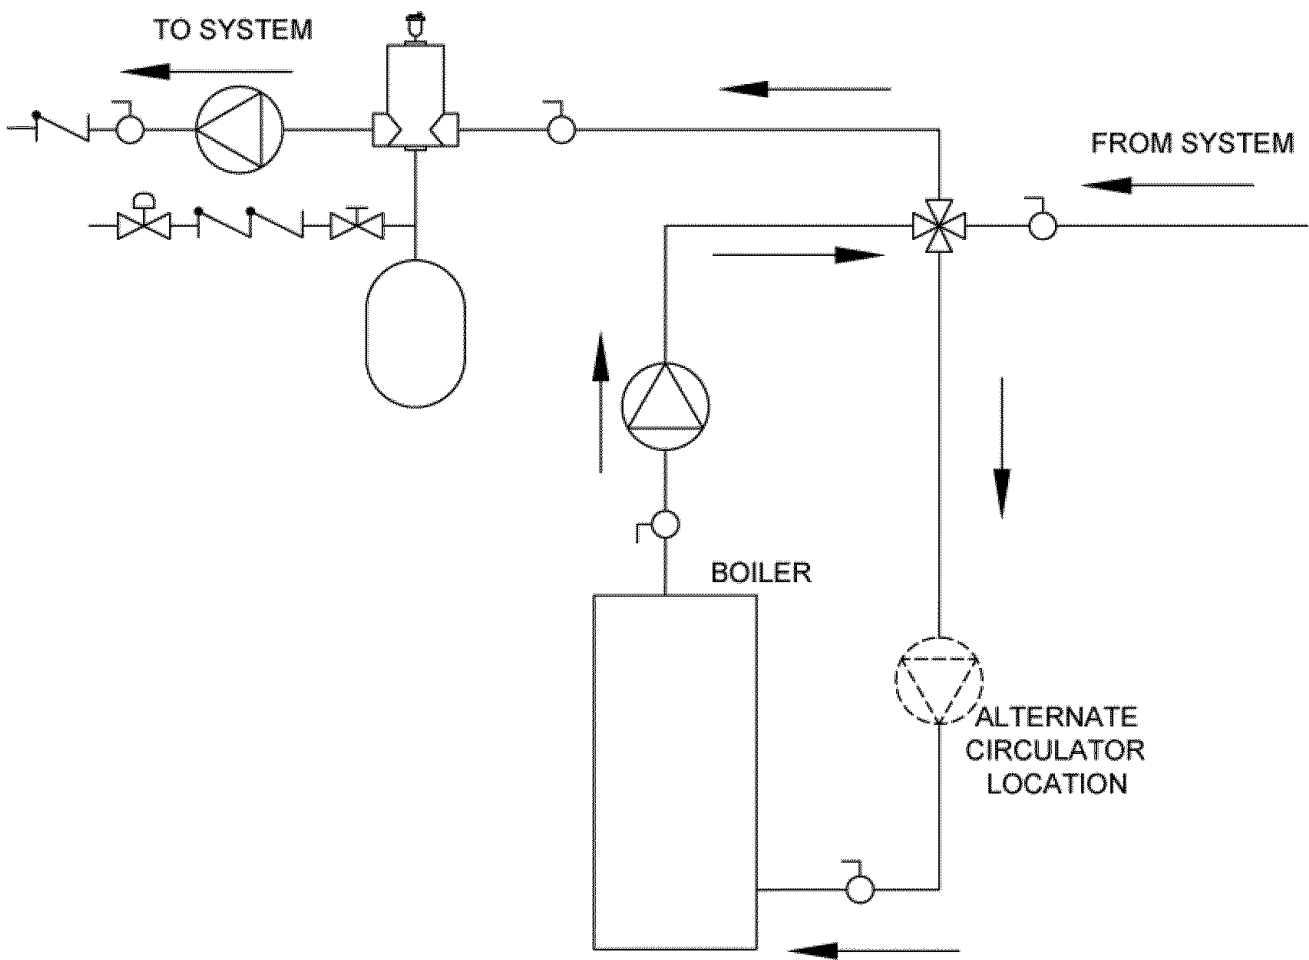 TO SYSTEM
FROM SYSTEM
BOILER
ALTERNATE
CIRCULATOR
LOCATION